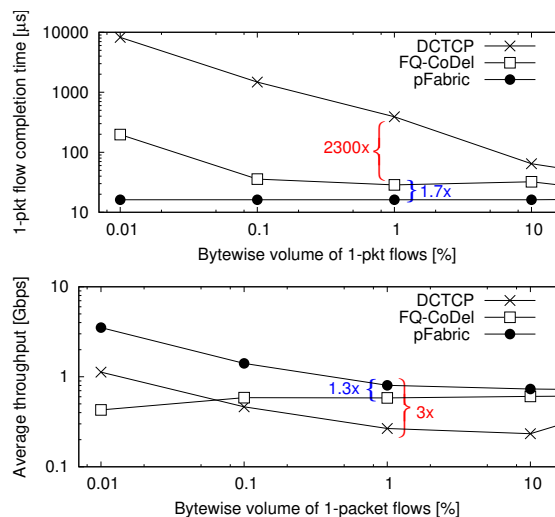 10000
1000
100
10
1-pkt flow completion time [µs]
DCTCP
FQ-CoDel
pFabric
2300x
1.7x
0.01
0.1
1
10
Bytewise volume of 1-pkt flows [%]
10
1
0.1
Average throughput [Gbps]
DCTCP
FQ-CoDel
pFabric
1.3x
3x
0.01
0.1
1
10
Bytewise volume of 1-packet flows [%]